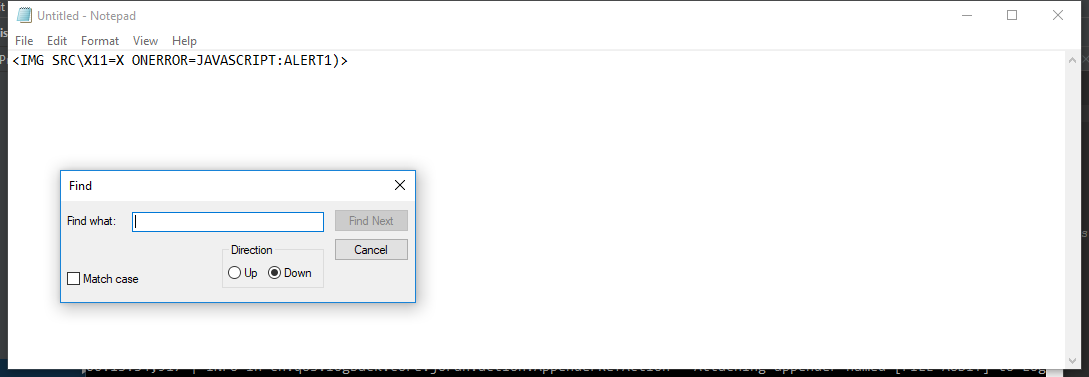 Untitled - Notepad
File Edit Format View Help
<IMG SRC\X11=X ONERROR=JAVASCRIPT:ALERT1)>
Find
Find what:
Find Next
Direction
Cancel
Up Down
Match case